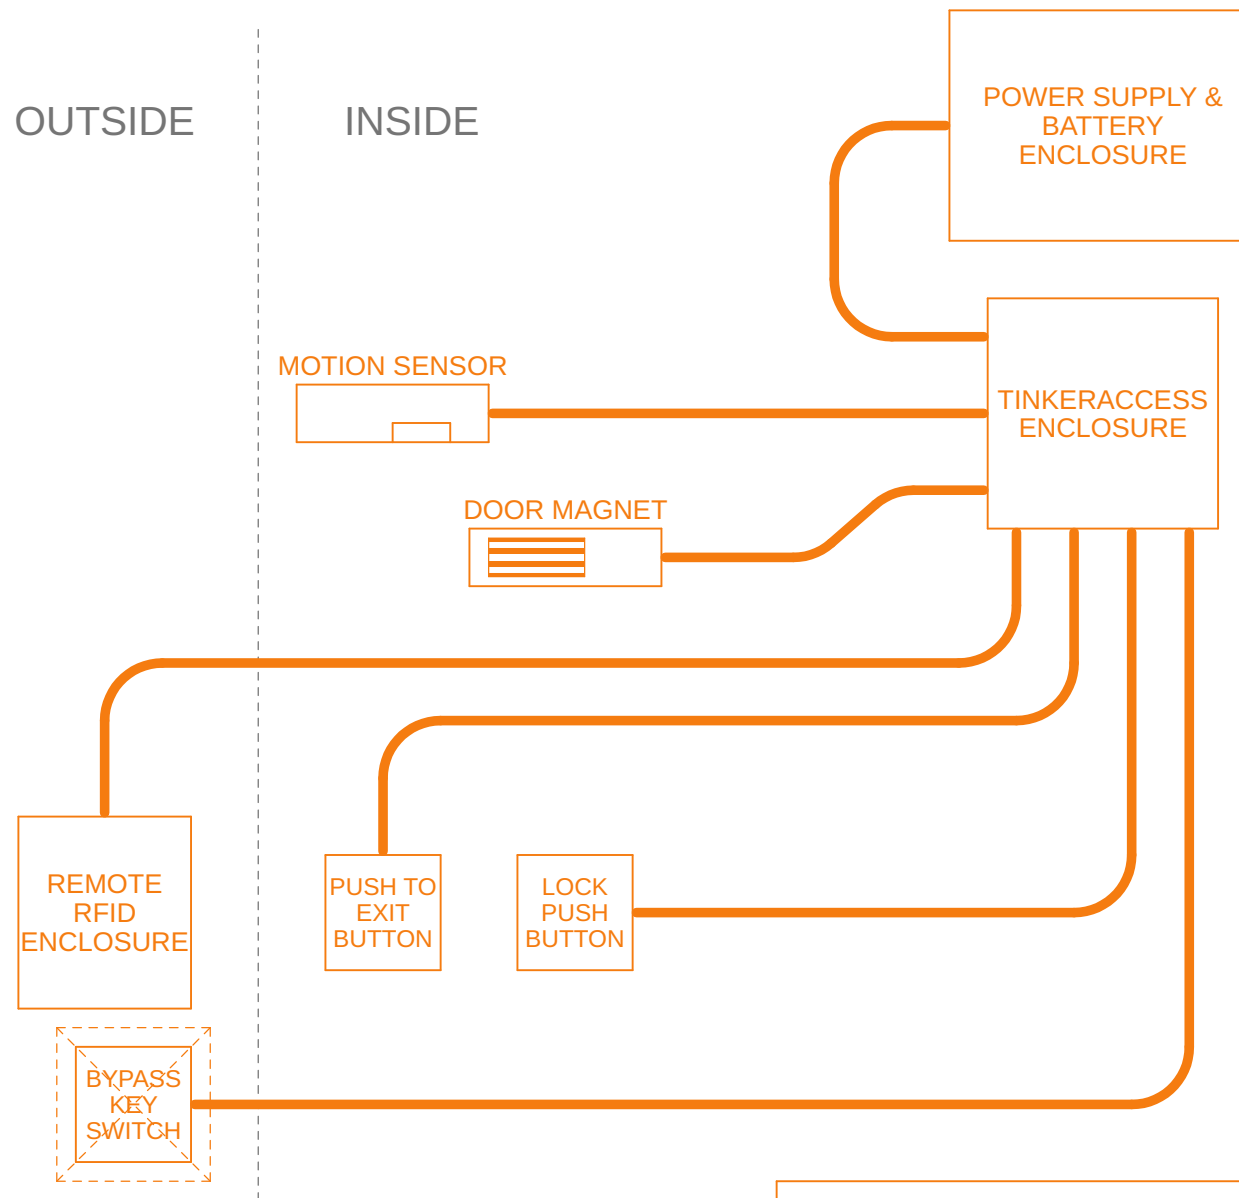 OUTSIDE
INSIDE
POWER SUPPLY &
BATTERY
ENCLOSURE
MOTION SENSOR
TINKERACCESS
ENCLOSURE
DOOR MAGNET
REMOTE
RFID
ENCLOSURE
PUSH TO
EXIT
BUTTON
LOCK
PUSH
BUTTON
BYPASS
KEY
SWITCH